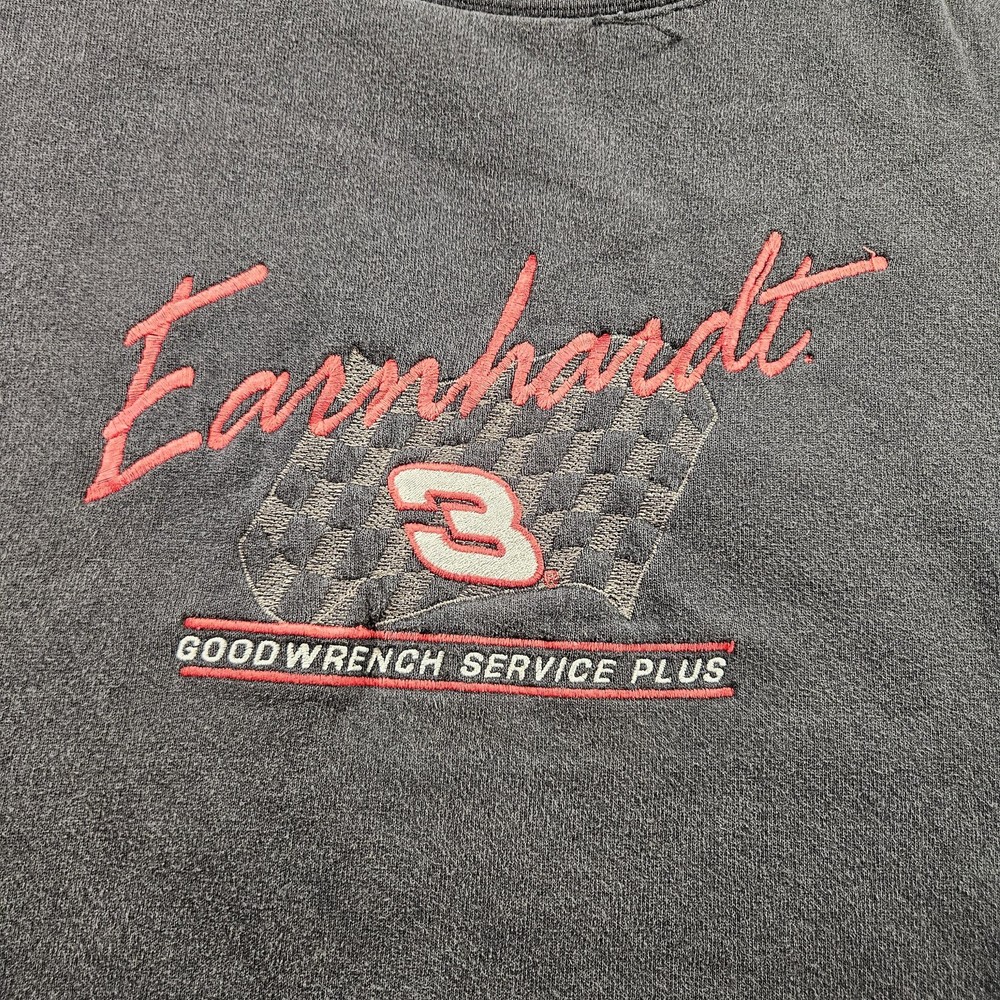 Earnhardt.
3
GOODWRENCH SERVICE PLUS